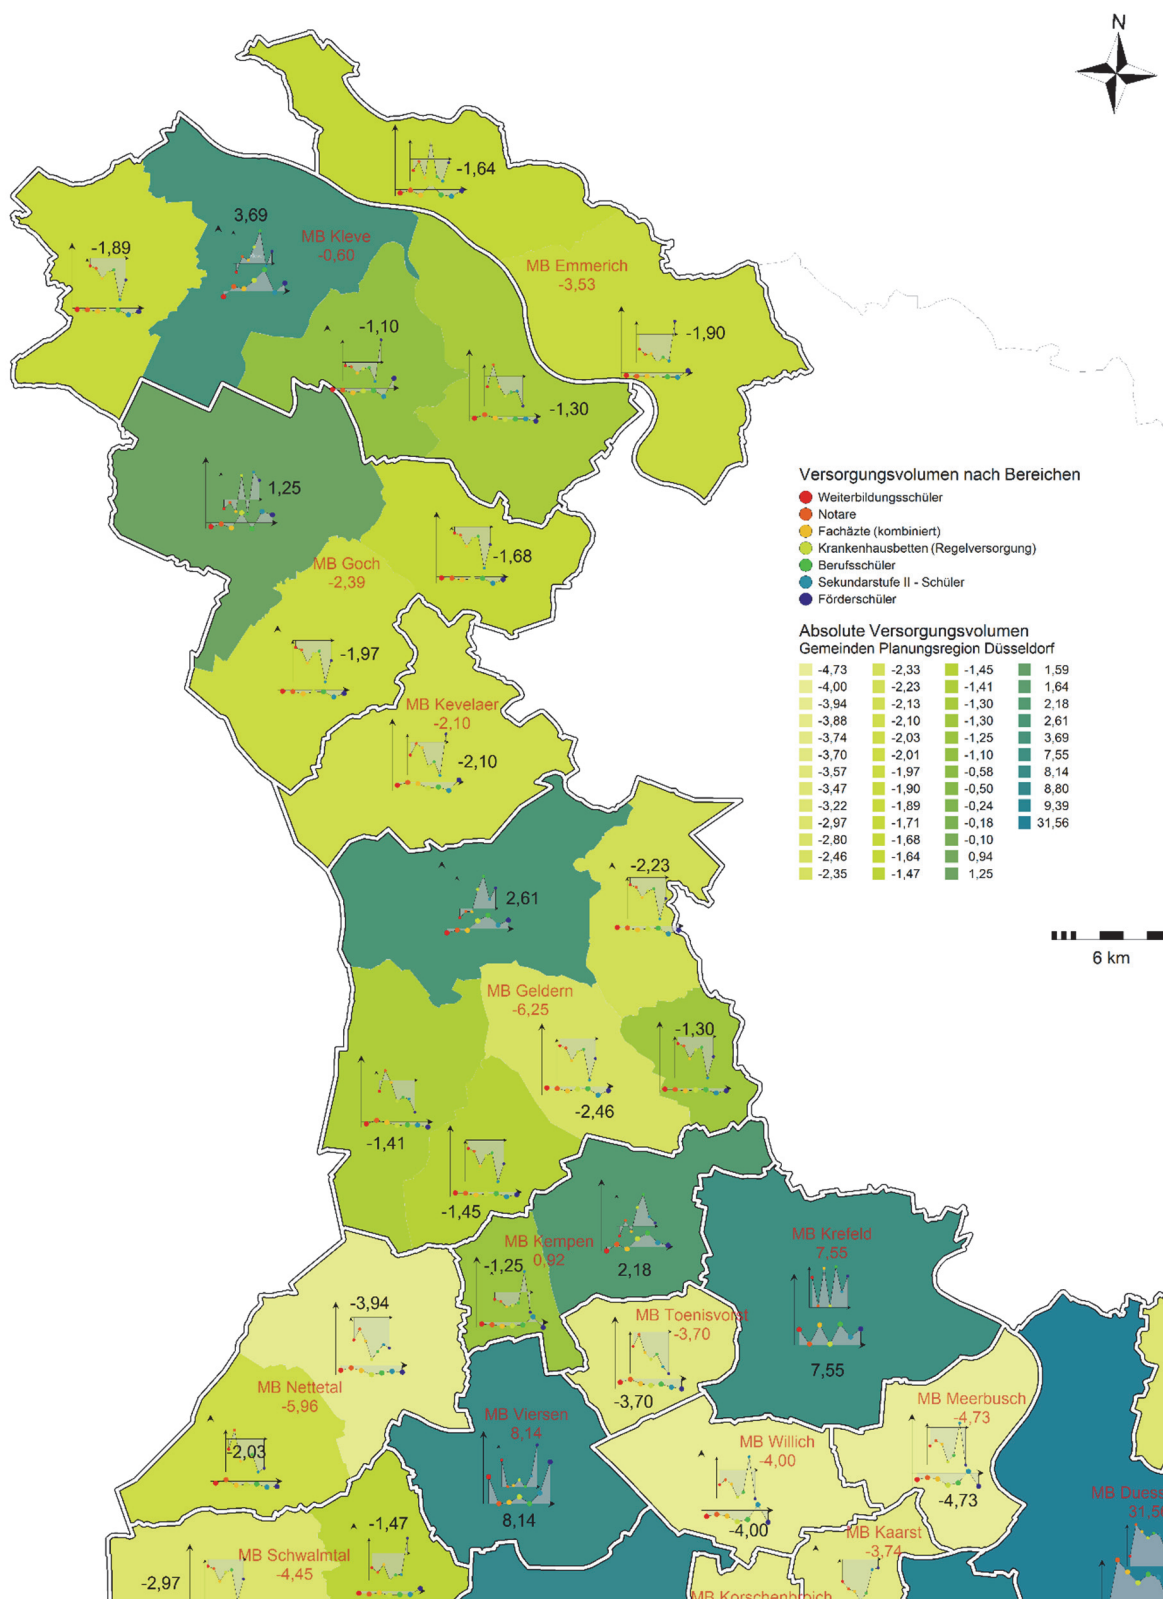 N
-1,64
3,69
MB Kleve
-0,60
-1,89
MB Emmerich
-3,53
-1,10
-1,90
-1,30
Versorgungsvolumen nach Bereichen
Weiterbildungsschüler
Notare
Fachäzte (kombiniert)
Krankenhausbetten (Regelversorgung)
Berufsschüler
Sekundarstufe II - Schüler
Förderschüler
1,25
-1,68
MB Goch
-2,39
-1,97
Absolute Versorgungsvolumen
Gemeinden Planungsregion Düsseldorf
-4,73 -2,33 -1,45 1,59
-4,00 -2,23 -1,41 1,64
-3,94 -2,13 -1,30 2,18
-3,88 -2,10 -1,30 2,61
-3,74 -2,03 -1,25 3,69
-3,70 -2,01 -1,10 7,55
-3,57 -1,97 -0,58 8,14
-3,47 -1,90 -0,50 8,80
-3,22 -1,89 -0,24 9,39
-2,97 -1,71 -0,18 31,56
-2,80 -1,68 -0,10
-2,46 -1,64 0,94
-2,35 -1,47 1,25
MB Kevelaer
-2,10
-2,10
-2,23
2,61
6 km
MB Geldern
-6,25
-1,30
-2,46
-1,41
-1,45
MB Kempen
0,92
-1,25
2,18
MB Krefeld
7,55
7,55
-3,94
MB Toenisvorst
-3,70
-3,70
MB Nettetal
-5,96
-2,03
MB Viersen
8,14
8,14
MB Willich
-4,00
-4,00
MB Meerbusch
-4,73
-4,73
MB Duess
31,56
-1,47
MB Kaarst
-3,74
MB Schwalmtal
-4,45
-2,97
MB Korschenbroich